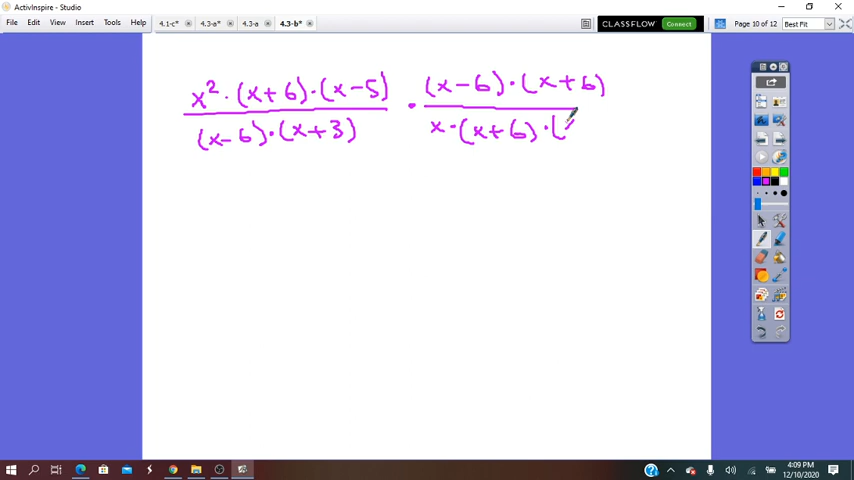 ActivInspire - Studio
File Edit View Insert Tools Help
4.1-c* 4.3-a* 4.3-a 4.3-b*
CLASSFLOW Connect
Page 10 of 12 Best Fit
x² · (x+6) · (x-5) · (x-6) · (x+6)
(x-6) · (x+3) x · (x+6) · (
4:09 PM
12/10/2020